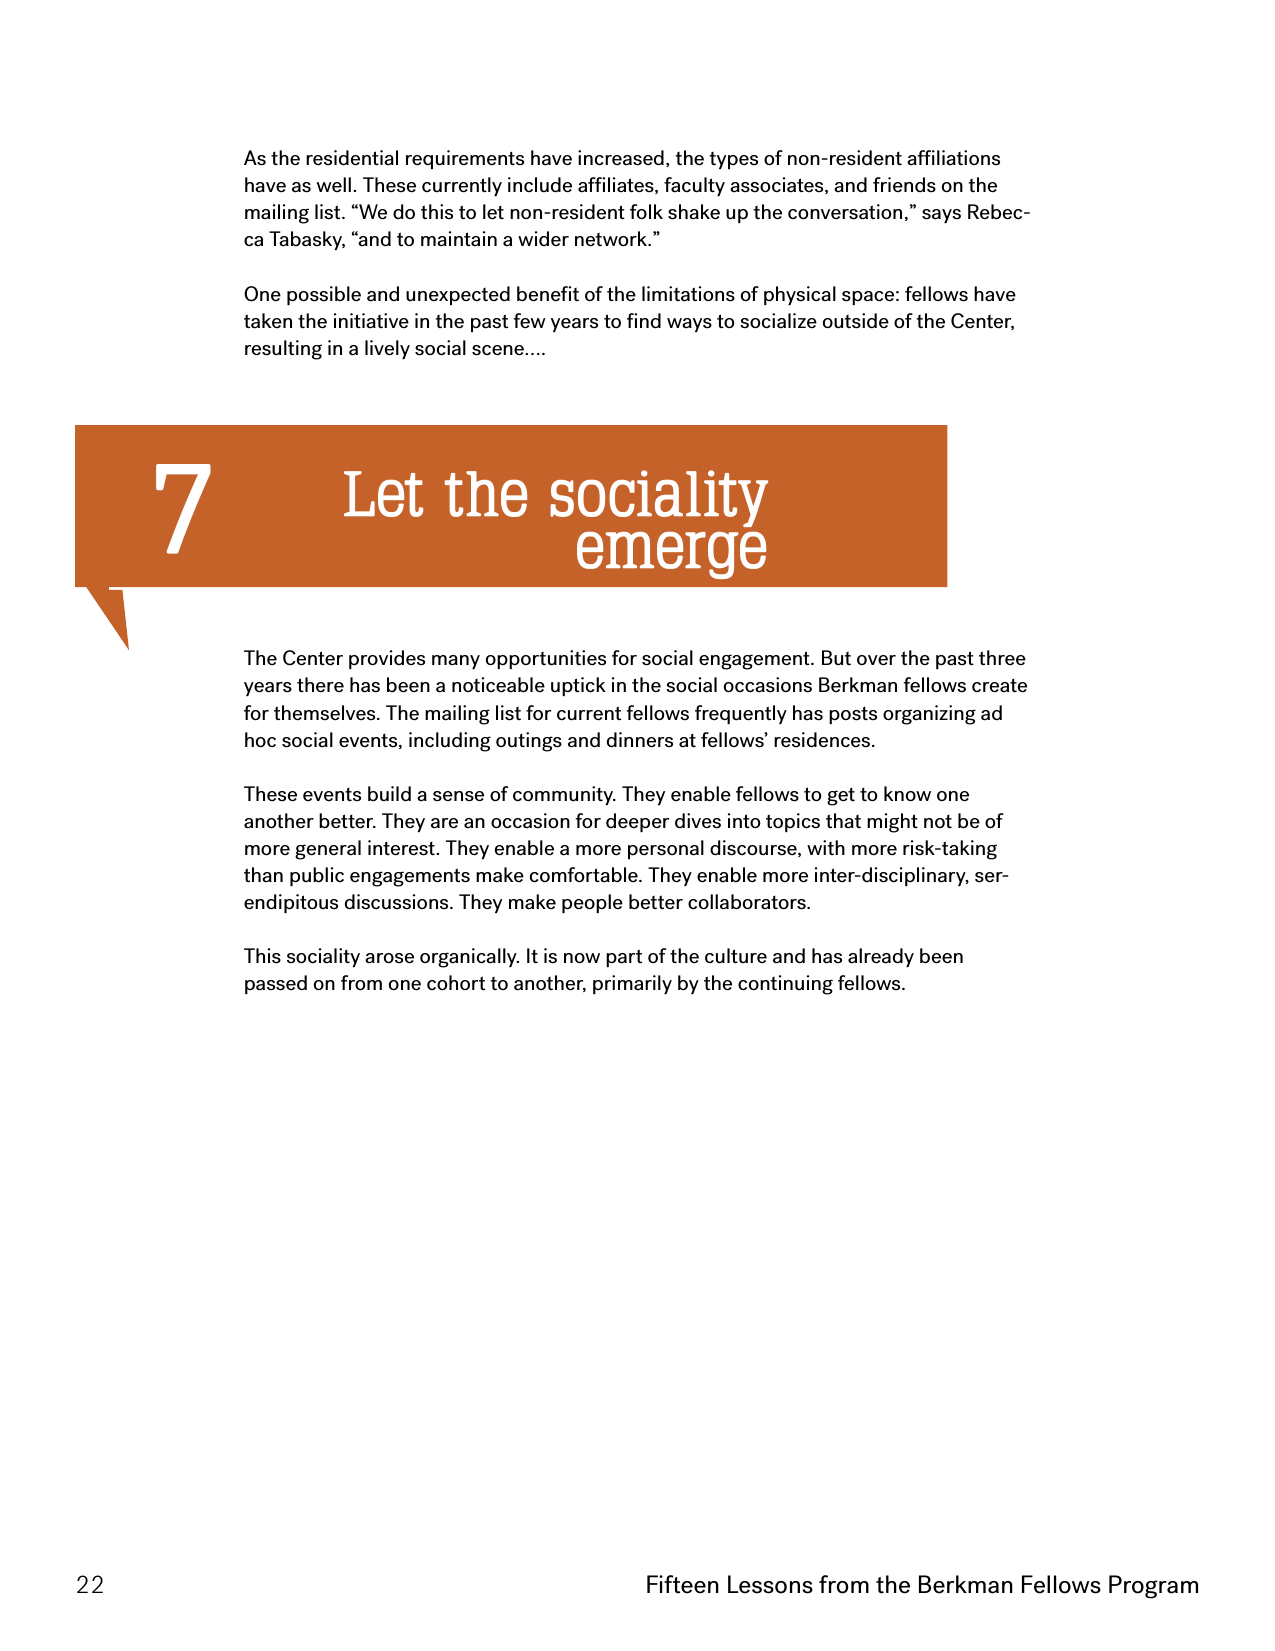 As the residential requirements have increased, the types of non-resident affiliations
have as well. These currently include affiliates, faculty associates, and friends on the
mailing list. “We do this to let non-resident folk shake up the conversation,” says Rebec-
ca Tabasky, “and to maintain a wider network.”
One possible and unexpected benefit of the limitations of physical space: fellows have
taken the initiative in the past few years to find ways to socialize outside of the Center,
resulting in a lively social scene....
7 Let the sociality
emerge
The Center provides many opportunities for social engagement. But over the past three
years there has been a noticeable uptick in the social occasions Berkman fellows create
for themselves. The mailing list for current fellows frequently has posts organizing ad
hoc social events, including outings and dinners at fellows’ residences.
These events build a sense of community. They enable fellows to get to know one
another better. They are an occasion for deeper dives into topics that might not be of
more general interest. They enable a more personal discourse, with more risk-taking
than public engagements make comfortable. They enable more inter-disciplinary, ser-
endipitous discussions. They make people better collaborators.
This sociality arose organically. It is now part of the culture and has already been
passed on from one cohort to another, primarily by the continuing fellows.
22 Fifteen Lessons from the Berkman Fellows Program